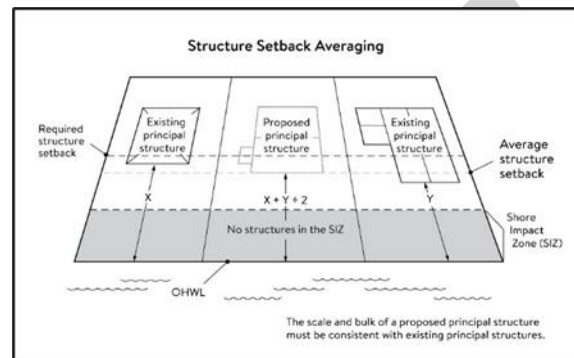 Structure Setback Averaging
Required
structure
setback
Existing
principal
structure
Proposed
principal
structure
Existing
principal
structure
Average
structure
setback
X
X + Y ÷ 2
Y
No structures in the SIZ
Shore
Impact
Zone (SIZ)
OHWL
The scale and bulk of a proposed principal structure
must be consistent with existing principal structures.